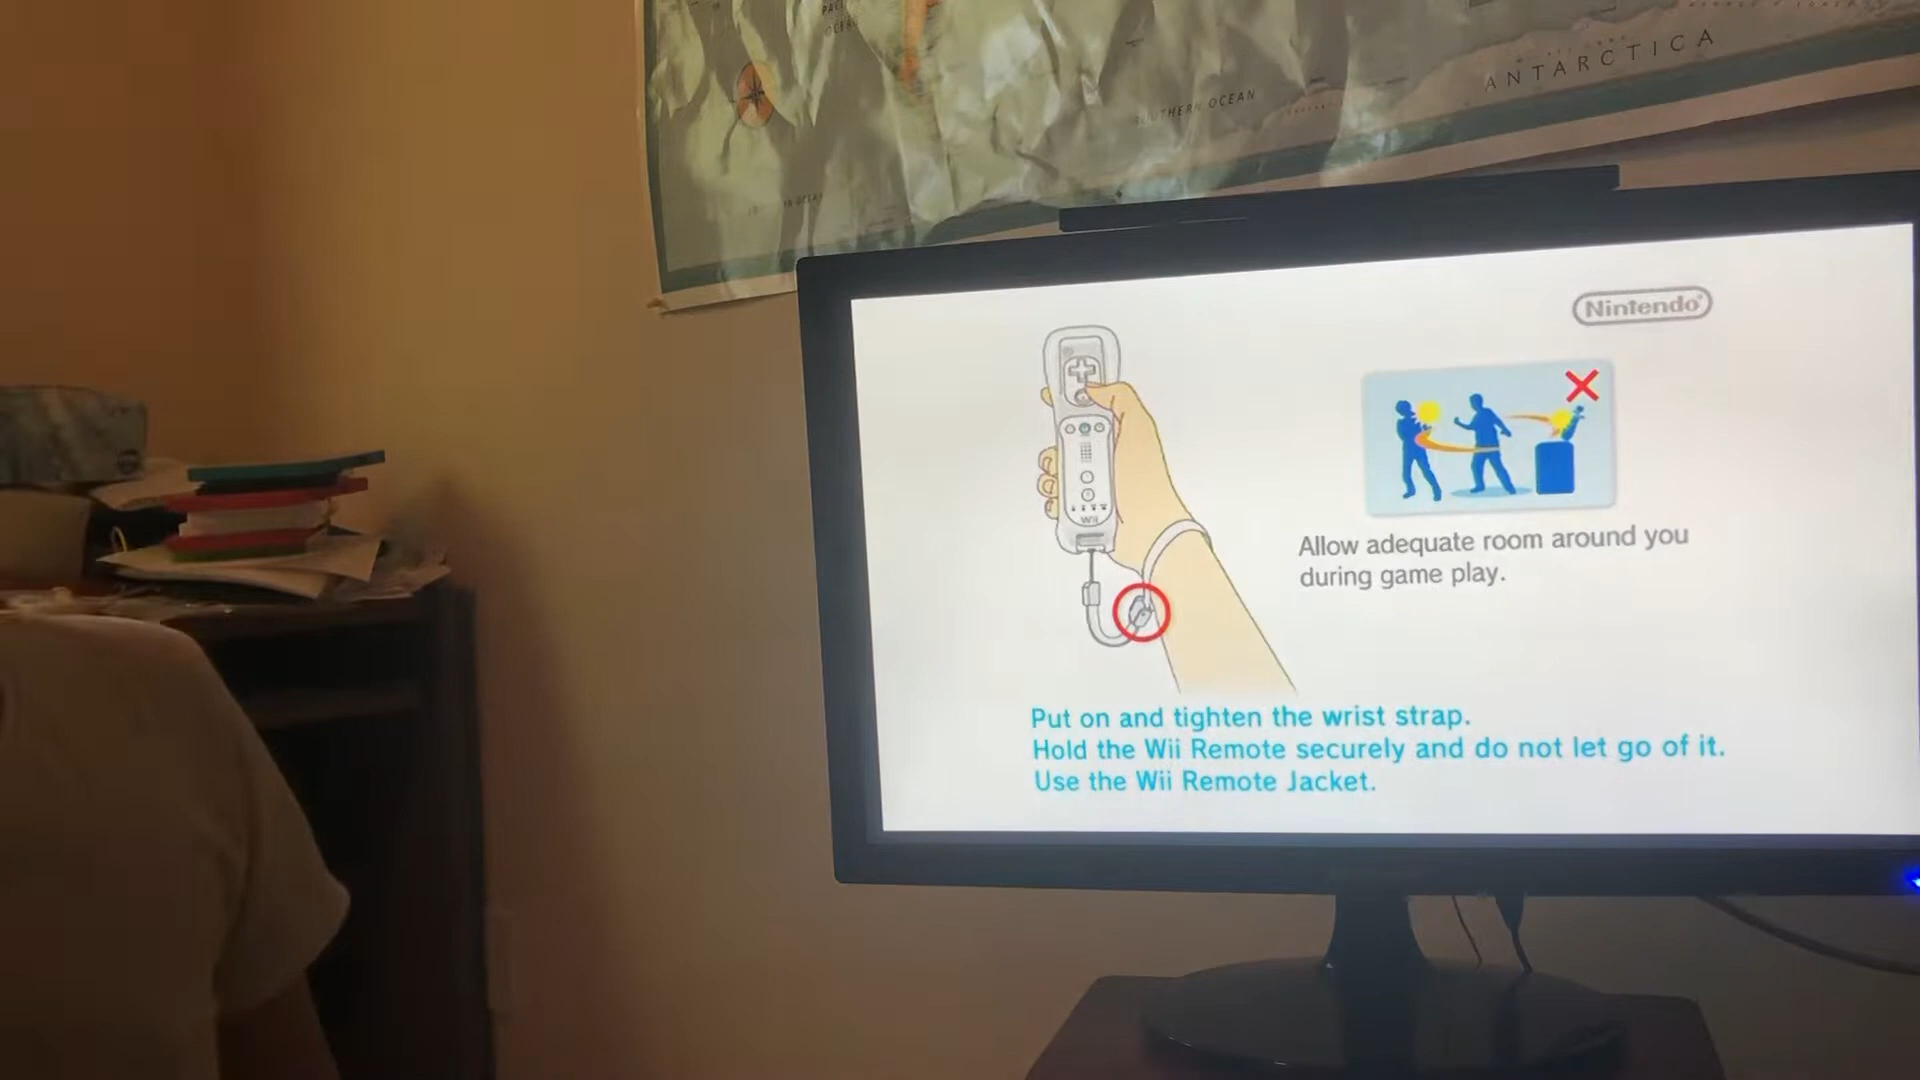 ANTARCTICA
SOUTHERN OCEAN
Nintendo
Wii
Allow adequate room around you
during game play.
Put on and tighten the wrist strap.
Hold the Wii Remote securely and do not let go of it.
Use the Wii Remote Jacket.